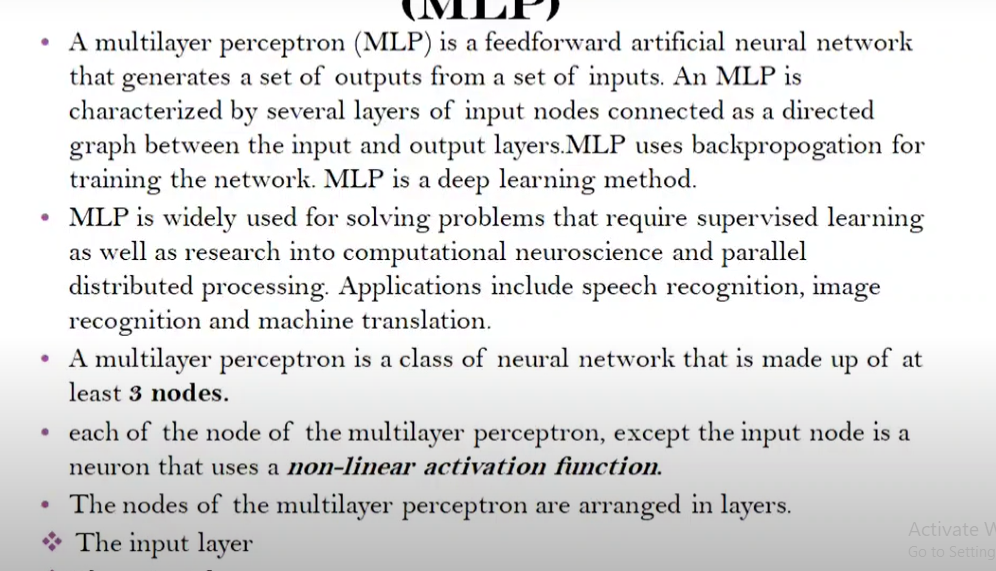 (MLP)
• A multilayer perceptron (MLP) is a feedforward artificial neural network
that generates a set of outputs from a set of inputs. An MLP is
characterized by several layers of input nodes connected as a directed
graph between the input and output layers.MLP uses backpropogation for
training the network. MLP is a deep learning method.
• MLP is widely used for solving problems that require supervised learning
as well as research into computational neuroscience and parallel
distributed processing. Applications include speech recognition, image
recognition and machine translation.
• A multilayer perceptron is a class of neural network that is made up of at
least 3 nodes.
• each of the node of the multilayer perceptron, except the input node is a
neuron that uses a non-linear activation function.
• The nodes of the multilayer perceptron are arranged in layers.
❖ The input layer
Activate W
Go to Setting